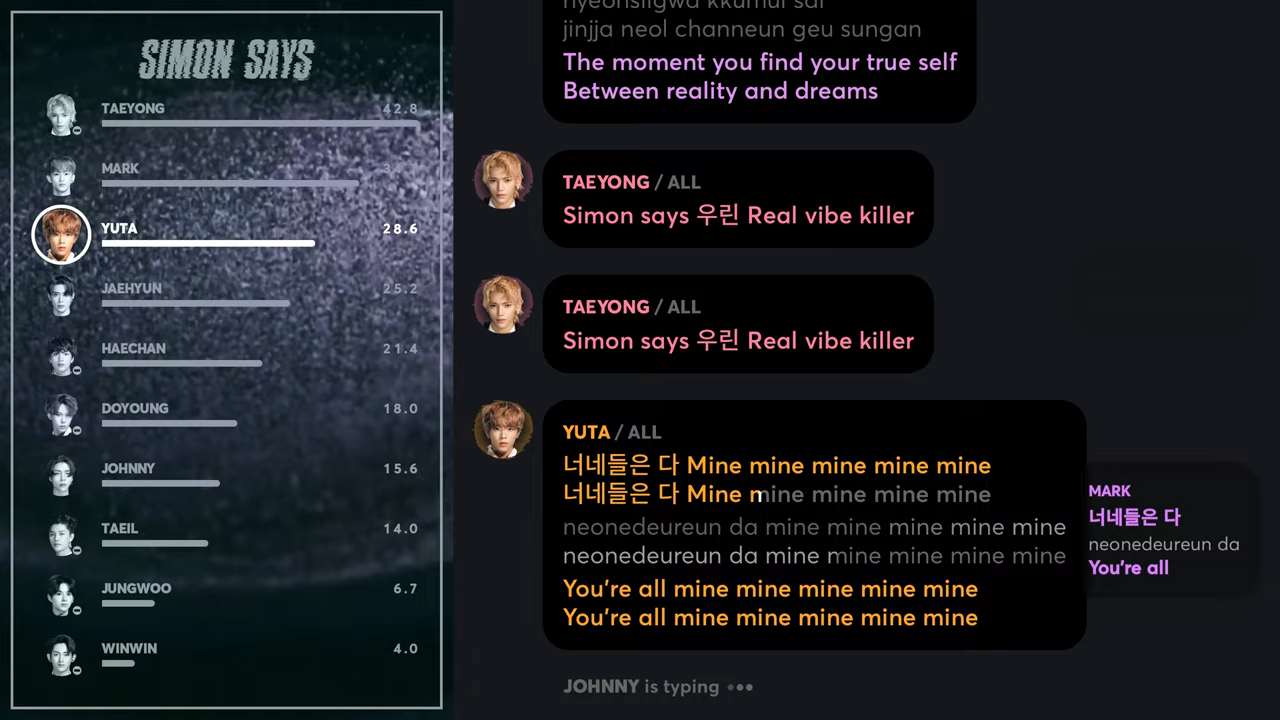 SIMON SAYS
TAEYONG 42.8
MARK
YUTA 28.6
JAEHYUN 25.2
HAECHAN 21.4
DOYOUNG 18.0
JOHNNY 15.6
TAEIL 14.0
JUNGWOO 6.7
WINWIN 4.0
jinjja neol channeun geu sungan
The moment you find your true self
Between reality and dreams
TAEYONG / ALL
Simon says 우린 Real vibe killer
TAEYONG / ALL
Simon says 우린 Real vibe killer
YUTA / ALL
너네들은 다 Mine mine mine mine mine
너네들은 다 Mine mine mine mine mine
neonedeureun da mine mine mine mine mine
neonedeureun da mine mine mine mine mine
You're all mine mine mine mine mine
You're all mine mine mine mine mine
MARK
너네들은 다
neonedeureun da
You're all
JOHNNY is typing •••